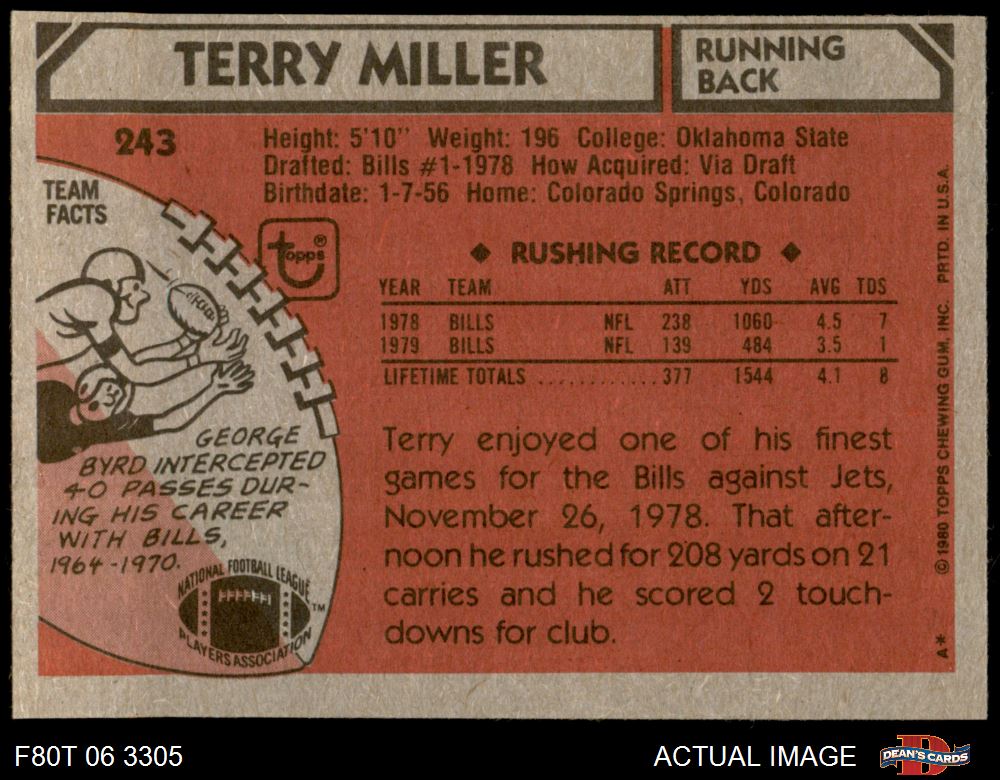 TERRY MILLER
RUNNING
BACK
243
Height: 5'10" Weight: 196 College: Oklahoma State
Drafted: Bills #1-1978 How Acquired: Via Draft
Birthdate: 1-7-56 Home: Colorado Springs, Colorado
TEAM
FACTS
topps®
◆ RUSHING RECORD ◆
YEAR TEAM ATT YDS AVG TDS
1978 BILLS NFL 238 1060 4.5 7
1979 BILLS NFL 139 484 3.5 1
LIFETIME TOTALS ............ 377 1544 4.1 8
GEORGE
BYRD INTERCEPTED
40 PASSES DUR-
ING HIS CAREER
WITH BILLS,
1964-1970.
NATIONAL FOOTBALL LEAGUE
PLAYERS ASSOCIATION
TM
Terry enjoyed one of his finest
games for the Bills against Jets,
November 26, 1978. That after-
noon he rushed for 208 yards on 21
carries and he scored 2 touch-
downs for club.
A* © 1980 TOPPS CHEWING GUM, INC. PRTD. IN U.S.A.
F80T 06 3305
ACTUAL IMAGE
DEAN'S CARDS